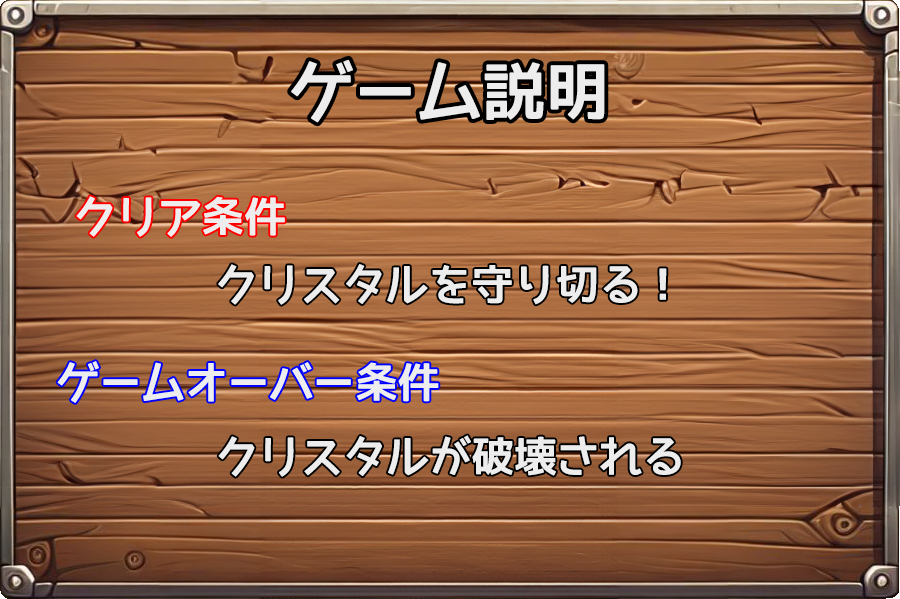 ゲーム説明
クリア条件
クリスタルを守り切る！
ゲームオーバー条件
クリスタルが破壊される